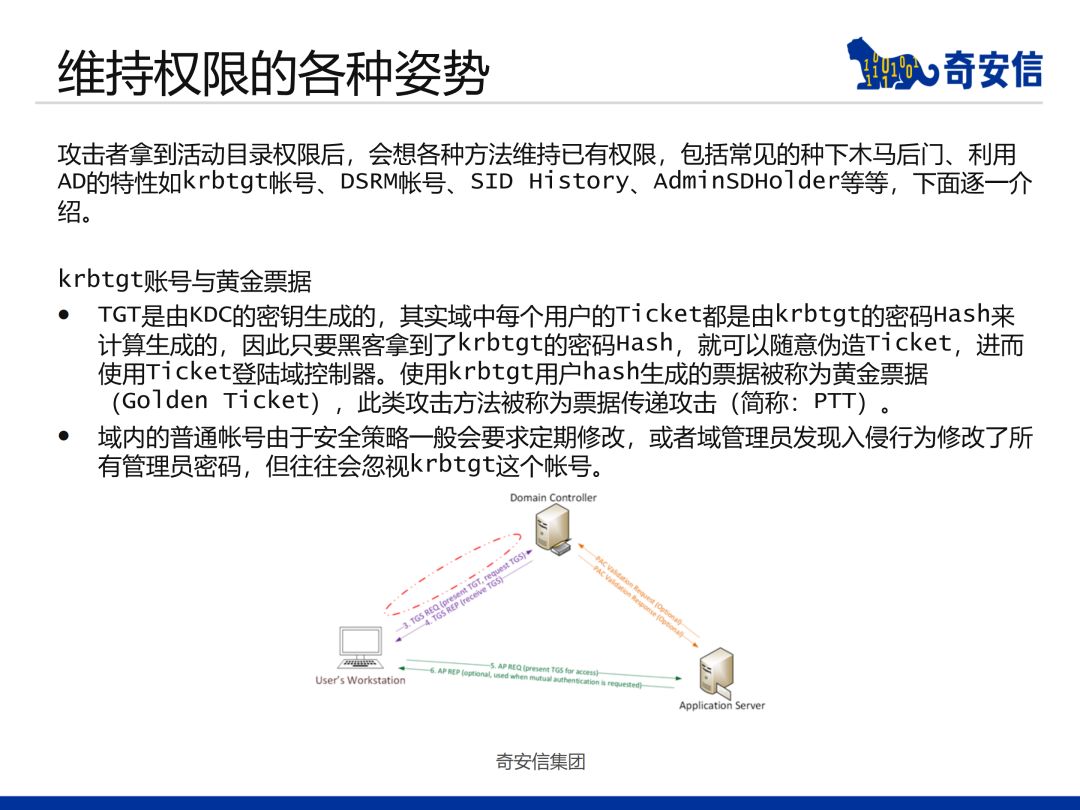 维持权限的各种姿势
奇安信
攻击者拿到活动目录权限后，会想各种方法维持已有权限，包括常见的种下木马后门、利用
AD的特性如krbtgt帐号、DSRM帐号、SID History、AdminSDHolder等等，下面逐一介
绍。
krbtgt账号与黄金票据
• TGT是由KDC的密钥生成的，其实域中每个用户的Ticket都是由krbtgt的密码Hash来
计算生成的，因此只要黑客拿到了krbtgt的密码Hash，就可以随意伪造Ticket，进而
使用Ticket登陆域控制器。使用krbtgt用户hash生成的票据被称为黄金票据
（Golden Ticket），此类攻击方法被称为票据传递攻击（简称：PTT）。
• 域内的普通帐号由于安全策略一般会要求定期修改，或者域管理员发现入侵行为修改了所
有管理员密码，但往往会忽视krbtgt这个帐号。
Domain Controller
3. TGS REQ (present TGT, request TGS)
4. TGS REP (receive TGS)
PAC Validation Request (Optional)
PAC Validation Response (Optional)
5. AP REQ (present TGS for access)
6. AP REP (optional, used when mutual authentication is requested)
User's Workstation
Application Server
奇安信集团